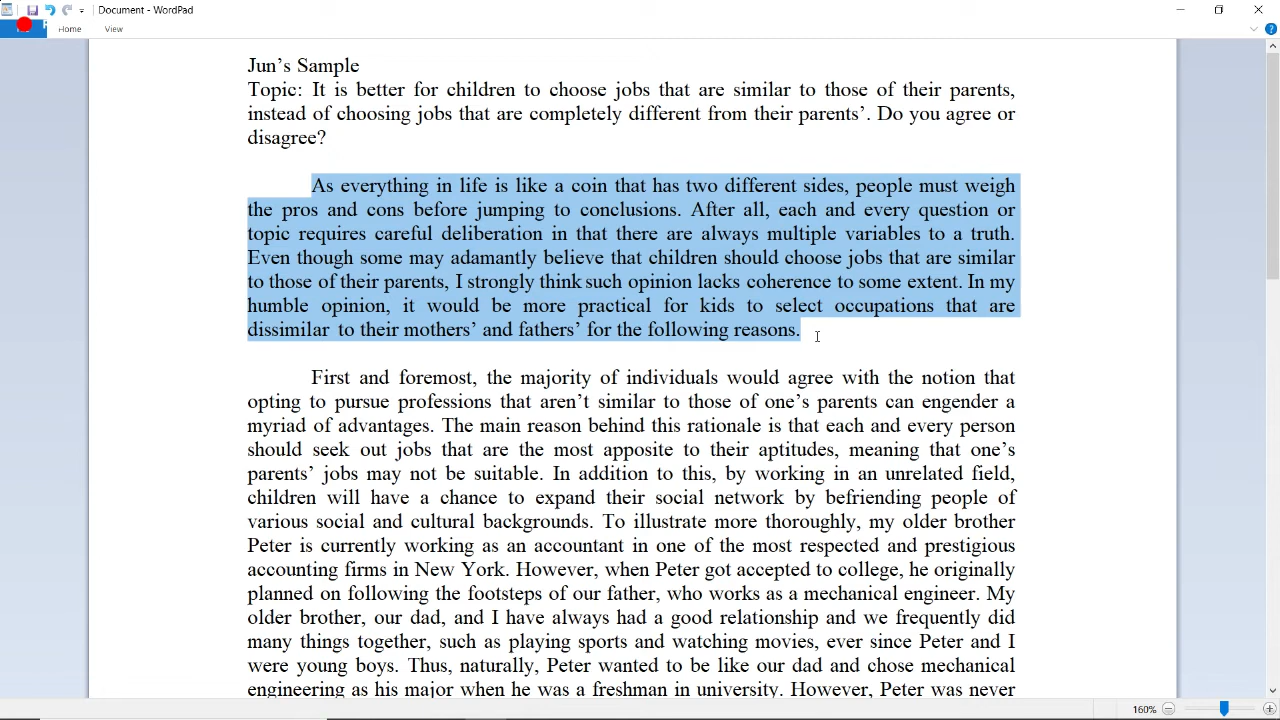 Document - WordPad
Home
View
Jun's Sample
Topic: It is better for children to choose jobs that are similar to those of their parents,
instead of choosing jobs that are completely different from their parents'. Do you agree or
disagree?
As everything in life is like a coin that has two different sides, people must weigh
the pros and cons before jumping to conclusions. After all, each and every question or
topic requires careful deliberation in that there are always multiple variables to a truth.
Even though some may adamantly believe that children should choose jobs that are similar
to those of their parents, I strongly think such opinion lacks coherence to some extent. In my
humble opinion, it would be more practical for kids to select occupations that are
dissimilar to their mothers' and fathers' for the following reasons.
First and foremost, the majority of individuals would agree with the notion that
opting to pursue professions that aren't similar to those of one's parents can engender a
myriad of advantages. The main reason behind this rationale is that each and every person
should seek out jobs that are the most apposite to their aptitudes, meaning that one's
parents' jobs may not be suitable. In addition to this, by working in an unrelated field,
children will have a chance to expand their social network by befriending people of
various social and cultural backgrounds. To illustrate more thoroughly, my older brother
Peter is currently working as an accountant in one of the most respected and prestigious
accounting firms in New York. However, when Peter got accepted to college, he originally
planned on following the footsteps of our father, who works as a mechanical engineer. My
older brother, our dad, and I have always had a good relationship and we frequently did
many things together, such as playing sports and watching movies, ever since Peter and I
were young boys. Thus, naturally, Peter wanted to be like our dad and chose mechanical
engineering as his major when he was a freshman in university. However, Peter was never
160%